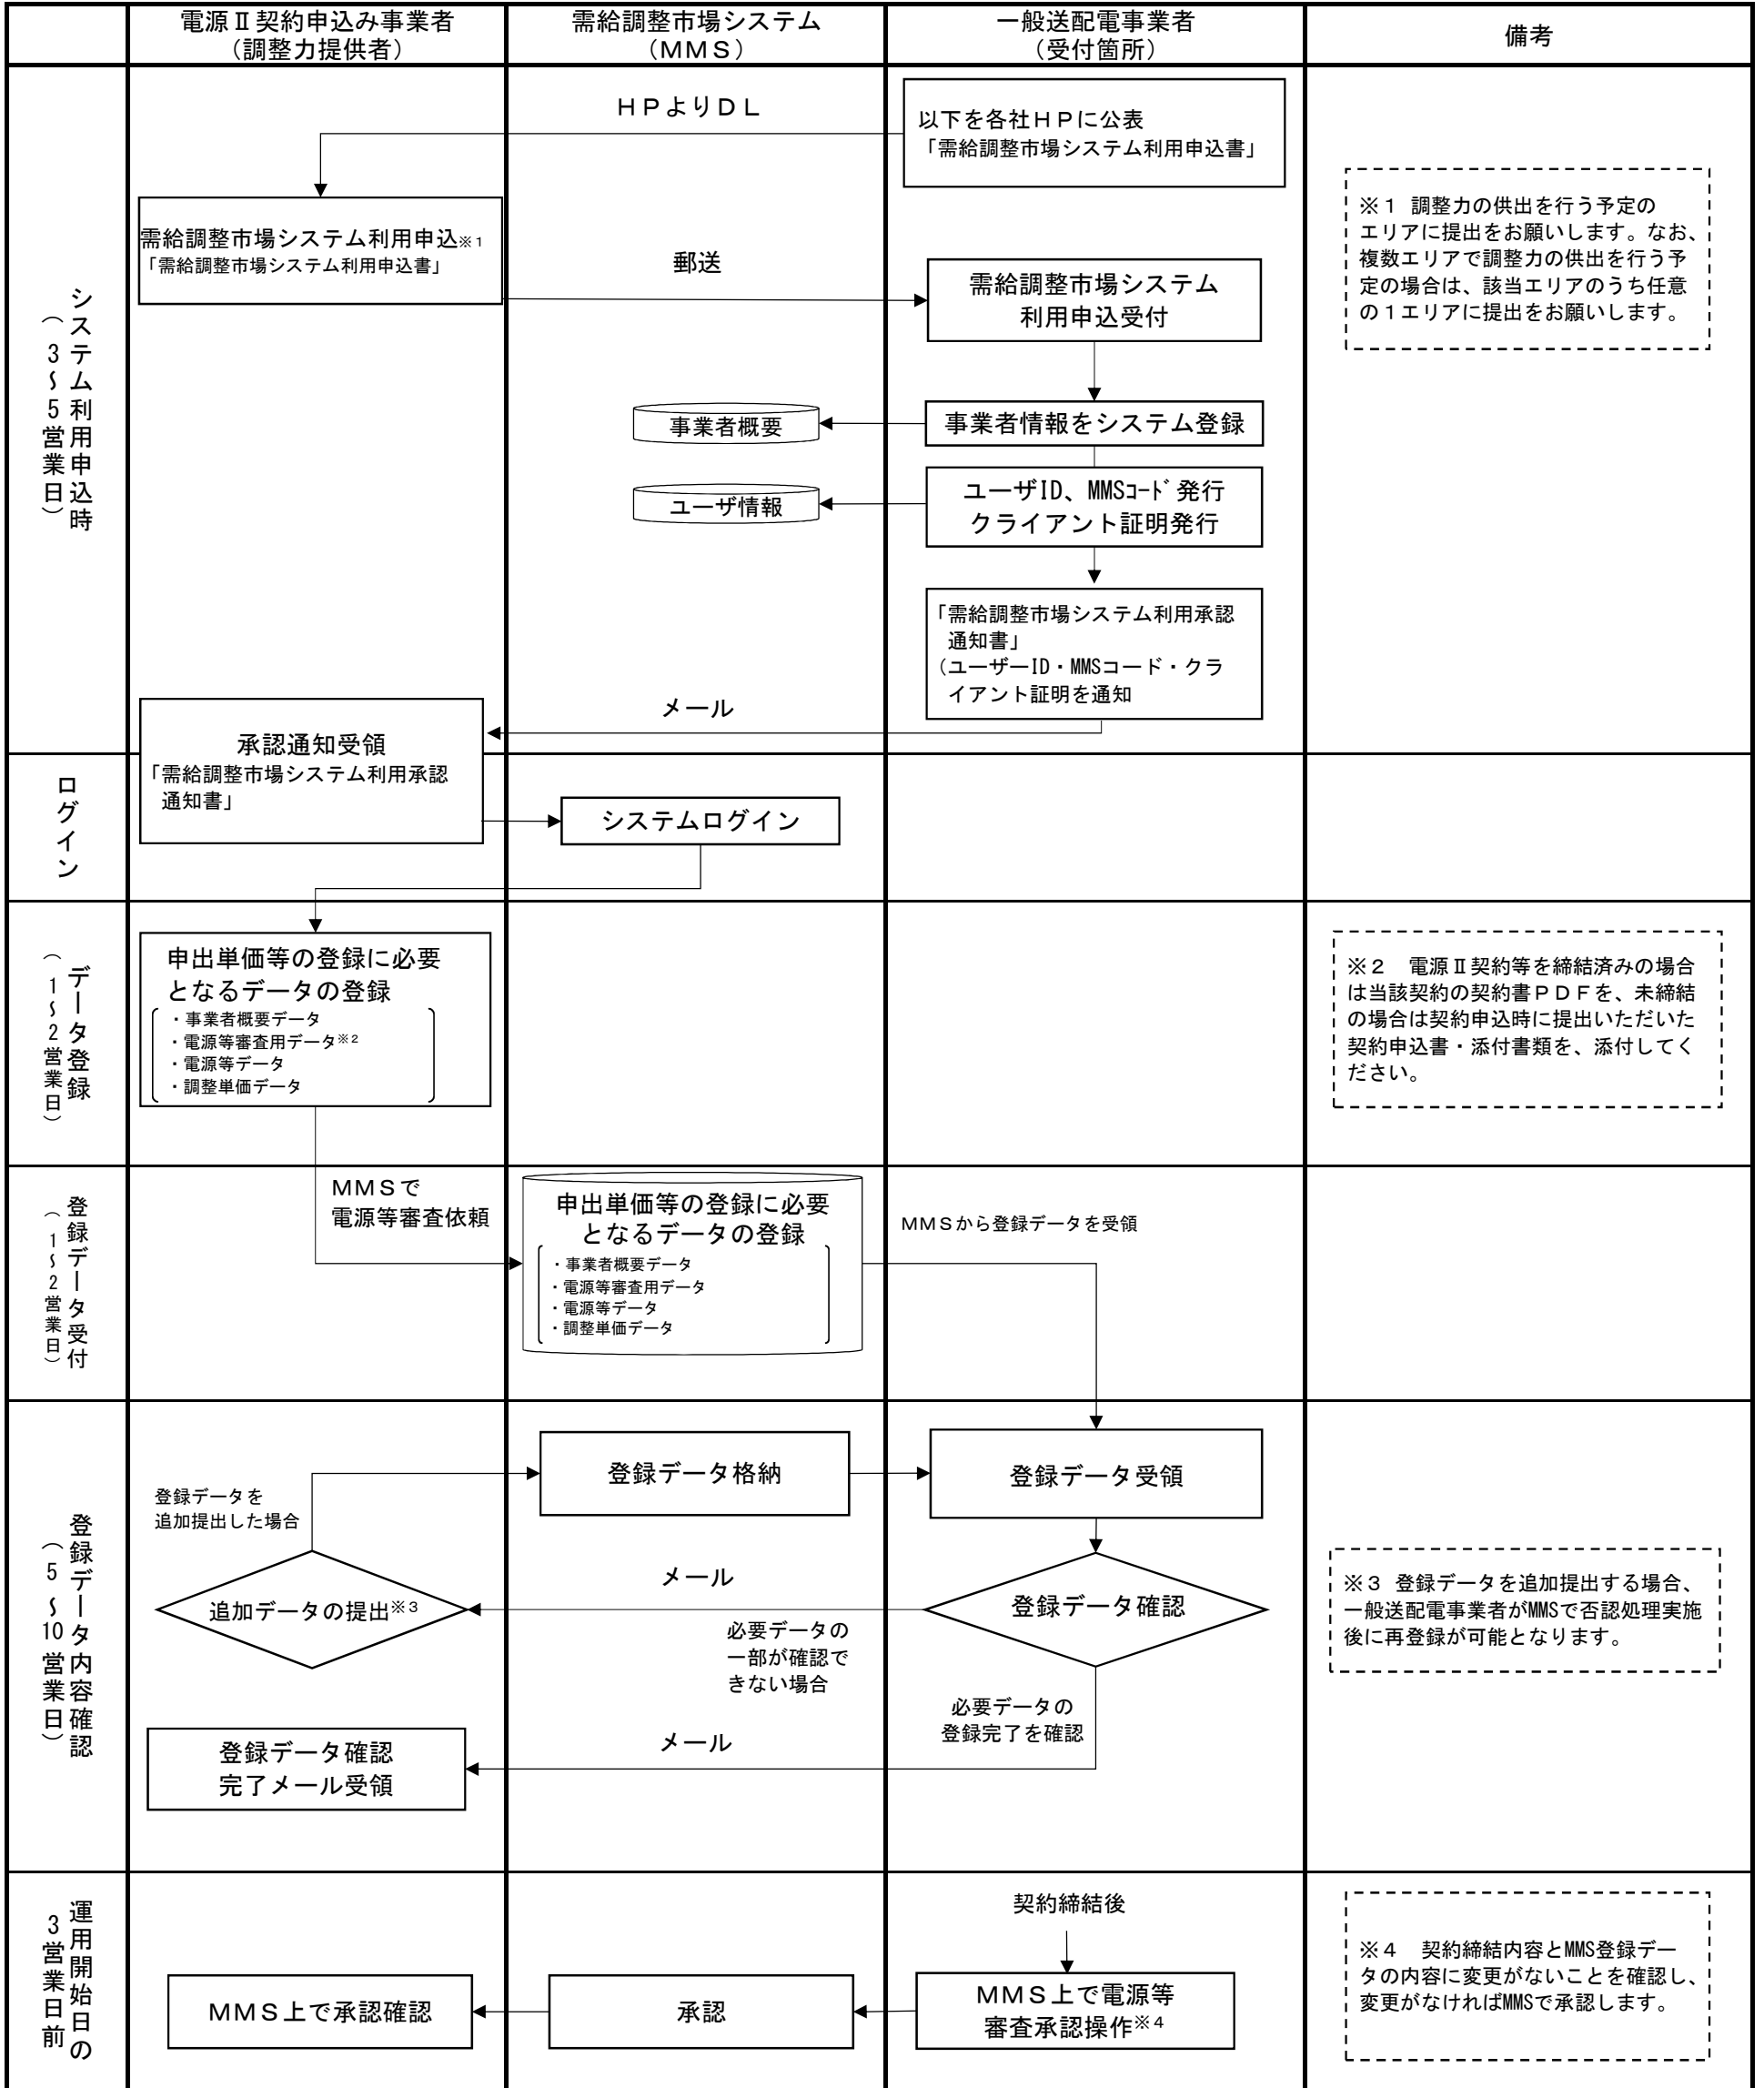 電源Ⅱ契約申込み事業者
（調整力提供者）
需給調整市場システム
（ＭＭＳ）
一般送配電事業者
（受付箇所）
備考
システム利用申込時
（３～５営業日）
ＨＰよりＤＬ
以下を各社ＨＰに公表
「需給調整市場システム利用申込書」
需給調整市場システム利用申込※１
「需給調整市場システム利用申込書」
郵送
需給調整市場システム
利用申込受付
※１ 調整力の供出を行う予定の
エリアに提出をお願いします。なお、
複数エリアで調整力の供出を行う予
定の場合は、該当エリアのうち任意
の１エリアに提出をお願いします。
事業者概要
事業者情報をシステム登録
ユーザ情報
ユーザID、MMSｺｰﾄﾞ発行
クライアント証明発行
「需給調整市場システム利用承認
通知書」
（ユーザーID・MMSコード・クラ
イアント証明を通知
メール
承認通知受領
「需給調整市場システム利用承認
通知書」
ログイン
システムログイン
データ登録
（１～２営業日）
申出単価等の登録に必要
となるデータの登録
・事業者概要データ
・電源等審査用データ※２
・電源等データ
・調整単価データ
※２　電源Ⅱ契約等を締結済みの場合
は当該契約の契約書ＰＤＦを、未締結
の場合は契約申込時に提出いただいた
契約申込書・添付書類を、添付してく
ださい。
登録データ受付
（１～２営業日）
ＭＭＳで
電源等審査依頼
申出単価等の登録に必要
となるデータの登録
・事業者概要データ
・電源等審査用データ
・電源等データ
・調整単価データ
ＭＭＳから登録データを受領
登録データ内容確認
（５～10営業日）
登録データを
追加提出した場合
登録データ格納
登録データ受領
追加データの提出※３
メール
必要データの
一部が確認で
きない場合
登録データ確認
必要データの
登録完了を確認
※３ 登録データを追加提出する場合、
一般送配電事業者がMMSで否認処理実施
後に再登録が可能となります。
メール
登録データ確認
完了メール受領
運用開始日の
３営業日前
契約締結後
ＭＭＳ上で承認確認
承認
ＭＭＳ上で電源等
審査承認操作※４
※４　契約締結内容とMMS登録デー
タの内容に変更がないことを確認し、
変更がなければMMSで承認します。